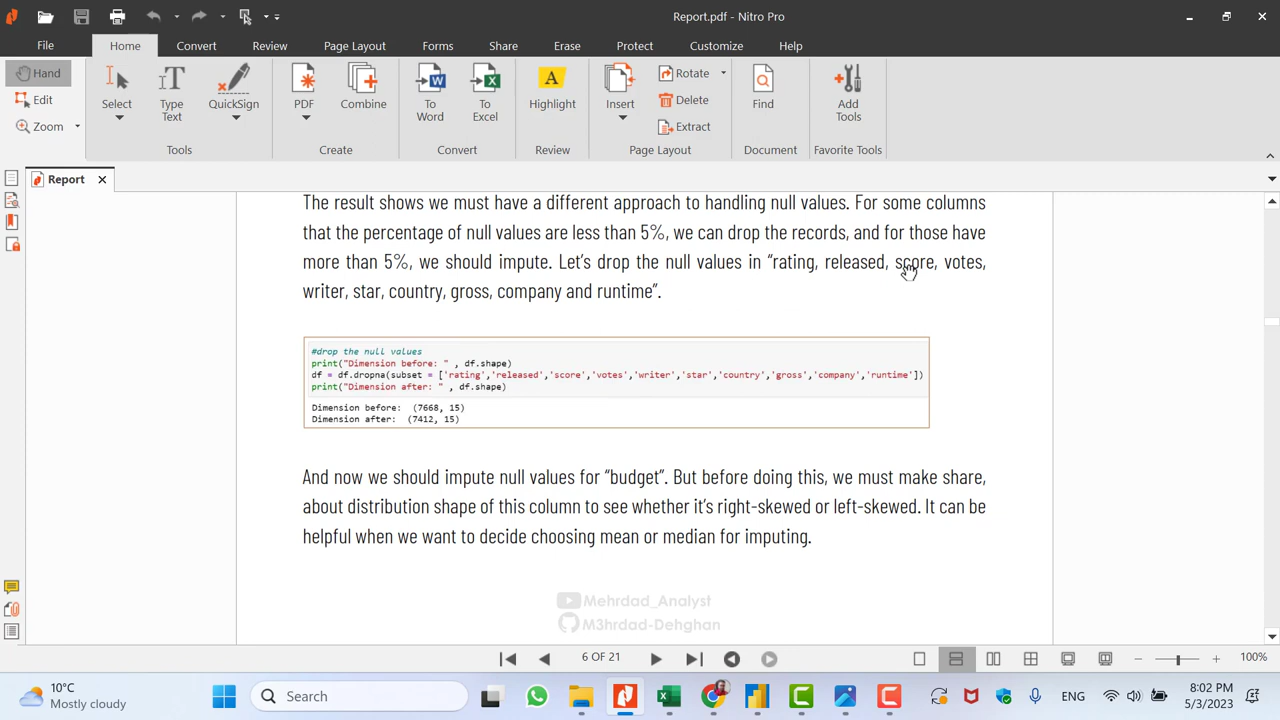 Report.pdf - Nitro Pro
File Home Convert Review Page Layout Forms Share Erase Protect Customize Help
Hand
Edit
Zoom
Select
Type Text
QuickSign
Tools
PDF
Combine
Create
To Word
To Excel
Convert
Highlight
Review
Insert
Rotate
Delete
Extract
Page Layout
Find
Document
Add Tools
Favorite Tools
Report
The result shows we must have a different approach to handling null values. For some columns
that the percentage of null values are less than 5%, we can drop the records, and for those have
more than 5%, we should impute. Let's drop the null values in “rating, released, score, votes,
writer, star, country, gross, company and runtime”.
#drop the null values
print("Dimension before: " , df.shape)
df = df.dropna(subset = ['rating','released','score','votes','writer','star','country','gross','company','runtime'])
print("Dimension after: " , df.shape)
Dimension before:  (7668, 15)
Dimension after:  (7412, 15)
And now we should impute null values for “budget”. But before doing this, we must make share,
about distribution shape of this column to see whether it's right-skewed or left-skewed. It can be
helpful when we want to decide choosing mean or median for imputing.
Mehrdad_Analyst
M3hrdad-Dehghan
6 OF 21
100%
10°C
Mostly cloudy
Search
ENG
8:02 PM
5/3/2023